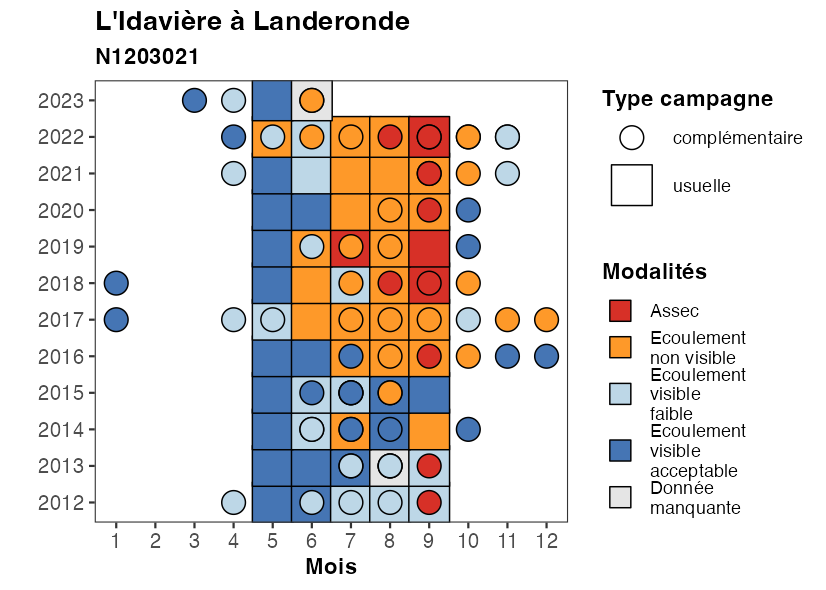 L'Idavière à Landeronde
N1203021
2023
2022
2021
2020
2019
2018
2017
2016
2015
2014
2013
2012
1 2 3 4 5 6 7 8 9 10 11 12
Mois
Type campagne
complémentaire
usuelle
Modalités
Assec
Ecoulement
non visible
Ecoulement
visible
faible
Ecoulement
visible
acceptable
Donnée
manquante